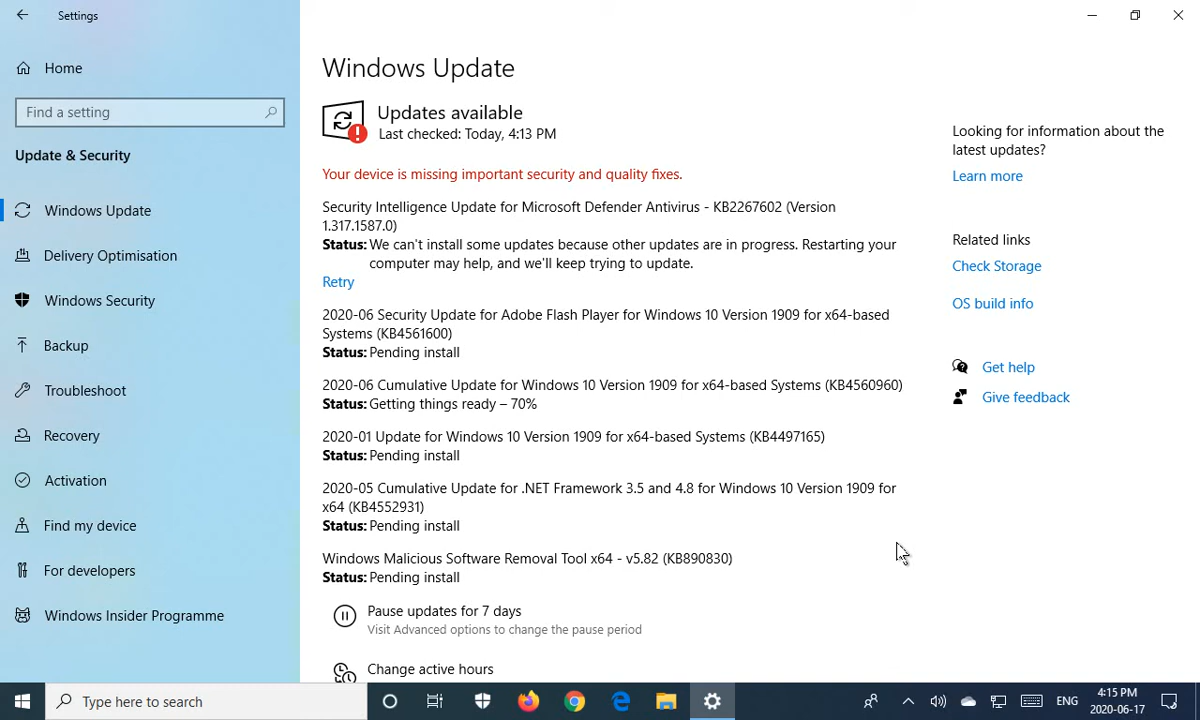 Settings
Home
Find a setting
Update & Security
Windows Update
Delivery Optimisation
Windows Security
Backup
Troubleshoot
Recovery
Activation
Find my device
For developers
Windows Insider Programme
Windows Update
Updates available
Last checked: Today, 4:13 PM
Your device is missing important security and quality fixes.
Security Intelligence Update for Microsoft Defender Antivirus - KB2267602 (Version
1.317.1587.0)
Status: We can't install some updates because other updates are in progress. Restarting your
computer may help, and we'll keep trying to update.
Retry
2020-06 Security Update for Adobe Flash Player for Windows 10 Version 1909 for x64-based
Systems (KB4561600)
Status: Pending install
2020-06 Cumulative Update for Windows 10 Version 1909 for x64-based Systems (KB4560960)
Status: Getting things ready – 70%
2020-01 Update for Windows 10 Version 1909 for x64-based Systems (KB4497165)
Status: Pending install
2020-05 Cumulative Update for .NET Framework 3.5 and 4.8 for Windows 10 Version 1909 for
x64 (KB4552931)
Status: Pending install
Windows Malicious Software Removal Tool x64 - v5.82 (KB890830)
Status: Pending install
Pause updates for 7 days
Visit Advanced options to change the pause period
Change active hours
Looking for information about the
latest updates?
Learn more
Related links
Check Storage
OS build info
Get help
Give feedback
Type here to search
ENG
4:15 PM
2020-06-17